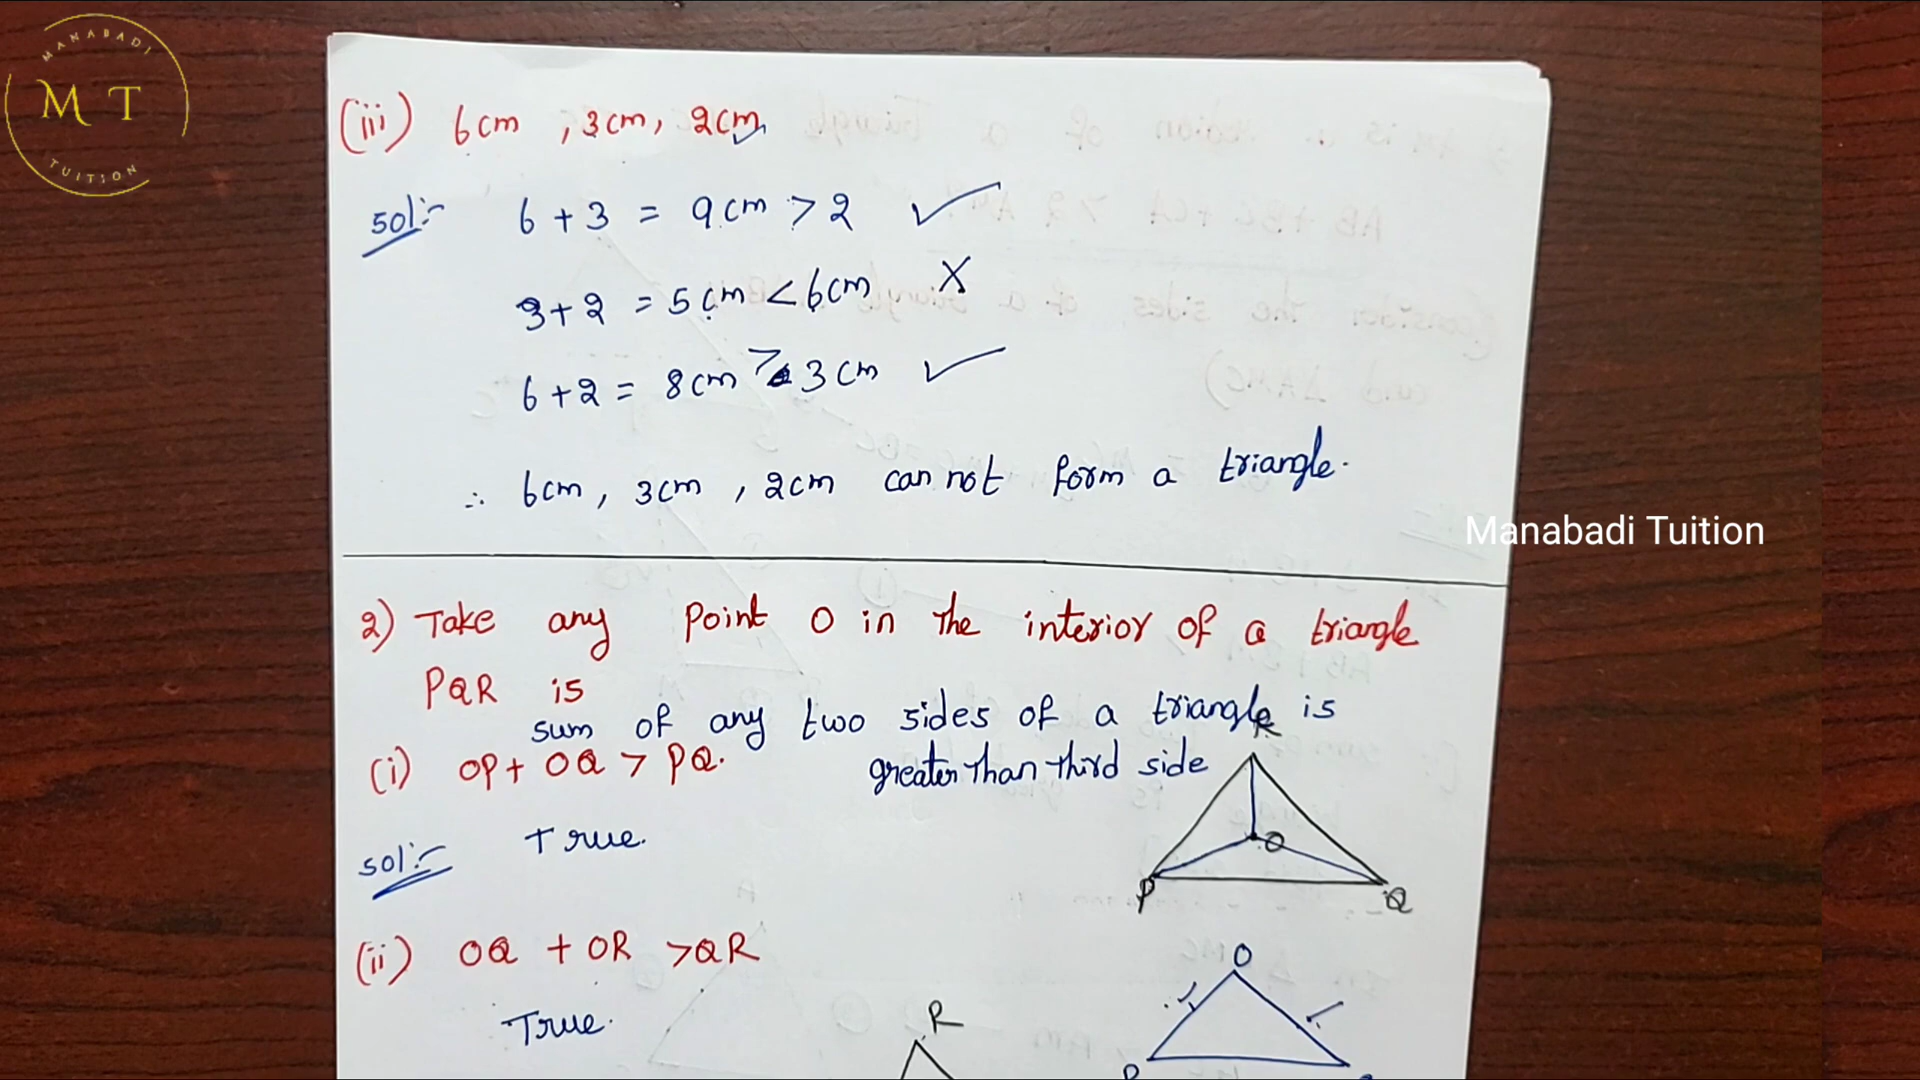 MANABADI
M T
TUITION
(iii) 6cm , 3cm, 2cm
sol:- 6 + 3 = 9cm > 2 ✓
3+2 = 5cm < 6cm X
6+2 = 8cm > 3cm ✓
∴ 6cm, 3cm , 2cm can not form a triangle.
Manabadi Tuition
2) Take any point O in the interior of a triangle
PQR is
sum of any two sides of a triangle is
greater than third side
(i) OP+ OQ > PQ.
sol:- True.
R
O
P
Q
(ii) OQ + OR >QR
True.
O
R